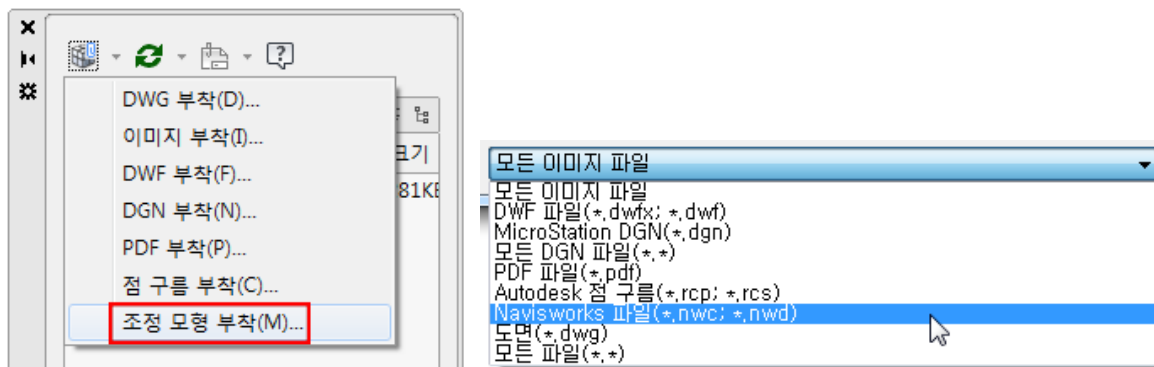 DWG 부착(D)...
이미지 부착(I)...
DWF 부착(F)...
DGN 부착(N)...
PDF 부착(P)...
점 구름 부착(C)...
조정 모형 부착(M)...
크기
81KB
모든 이미지 파일
모든 이미지 파일
DWF 파일(*.dwfx; *.dwf)
MicroStation DGN(*.dgn)
모든 DGN 파일(*.*)
PDF 파일(*.pdf)
Autodesk 점 구름(*.rcp; *.rcs)
Navisworks 파일(*.nwc; *.nwd)
도면(*.dwg)
모든 파일(*.*)